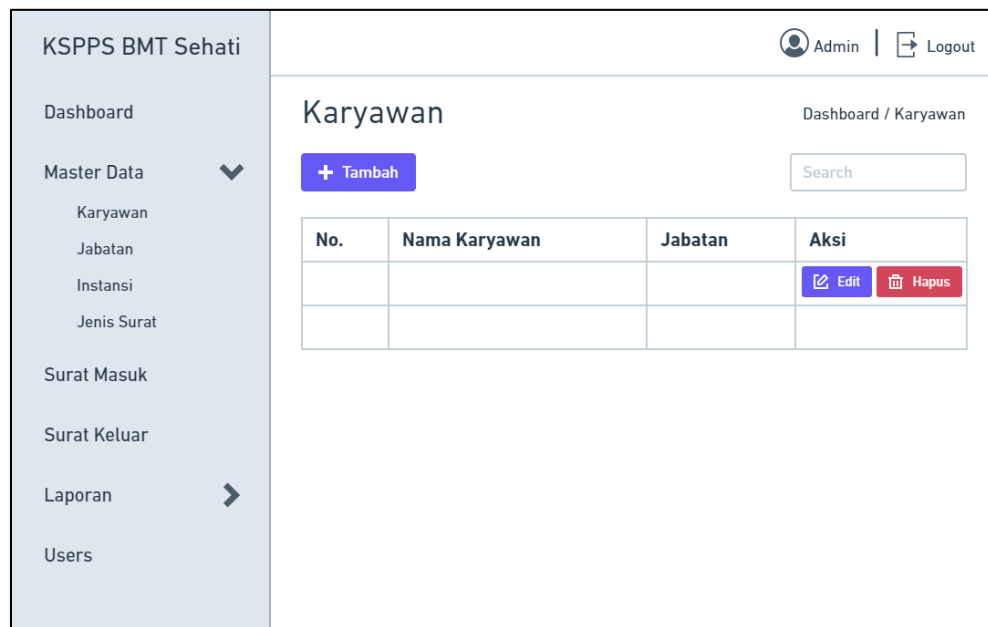 KSPPS BMT Sehati
Admin | Logout
Dashboard
Master Data
Karyawan
Jabatan
Instansi
Jenis Surat
Surat Masuk
Surat Keluar
Laporan
Users
Karyawan
Dashboard / Karyawan
+ Tambah
Search
No. Nama Karyawan Jabatan Aksi
Edit Hapus